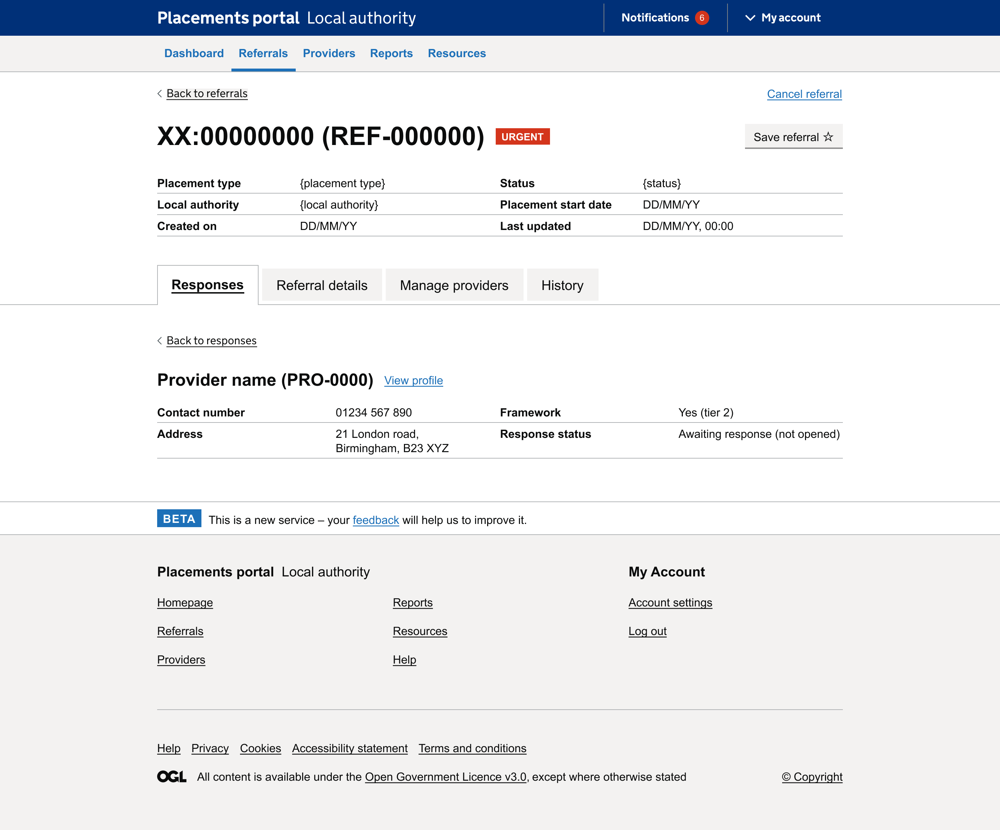 Placements portal Local authority
Notifications 6
My account
Dashboard Referrals Providers Reports Resources
Back to referrals
Cancel referral
XX:00000000 (REF-000000) URGENT
Save referral ☆
Placement type {placement type} Status {status}
Local authority {local authority} Placement start date DD/MM/YY
Created on DD/MM/YY Last updated DD/MM/YY, 00:00
Responses Referral details Manage providers History
Back to responses
Provider name (PRO-0000) View profile
Contact number 01234 567 890 Framework Yes (tier 2)
Address 21 London road, Response status Awaiting response (not opened)
Birmingham, B23 XYZ
BETA This is a new service – your feedback will help us to improve it.
Placements portal Local authority My Account
Homepage Reports Account settings
Referrals Resources Log out
Providers Help
Help Privacy Cookies Accessibility statement Terms and conditions
OGL All content is available under the Open Government Licence v3.0, except where otherwise stated © Copyright